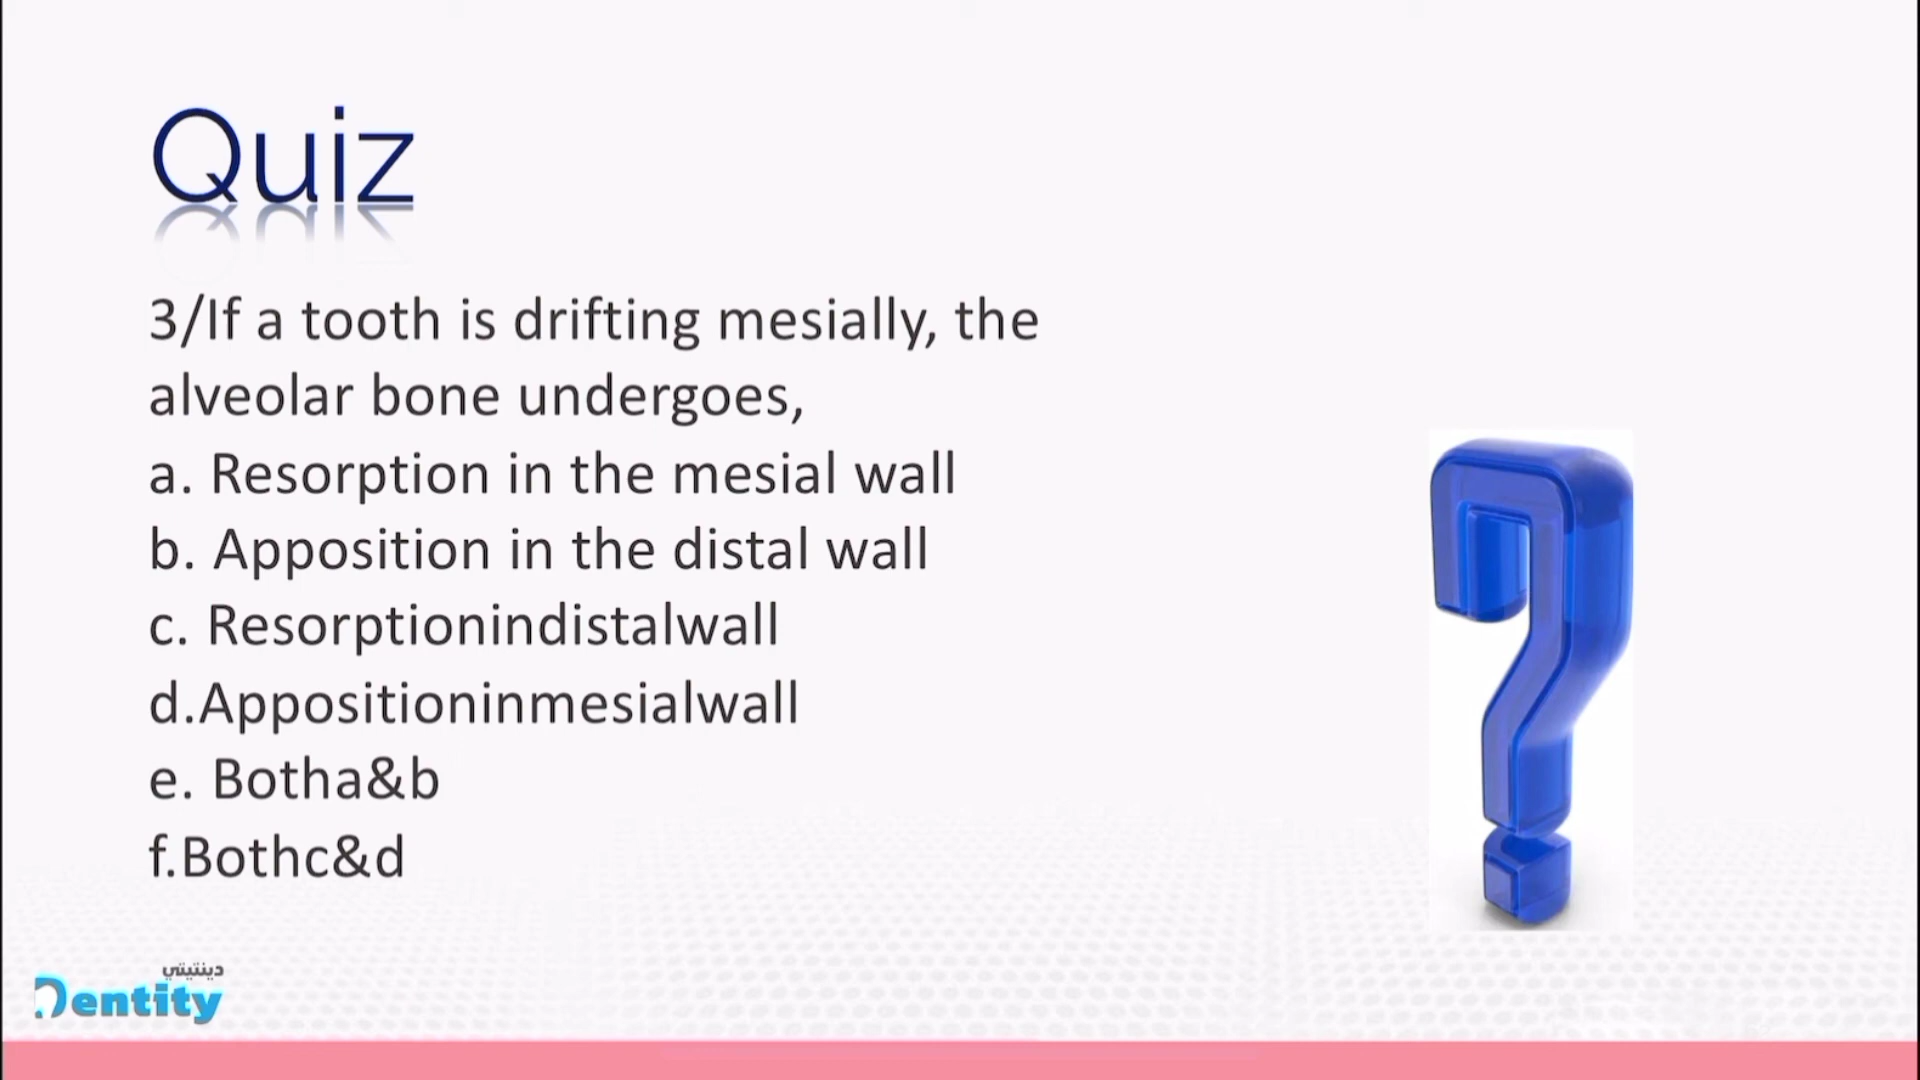 Quiz
3/If a tooth is drifting mesially, the
alveolar bone undergoes,
a. Resorption in the mesial wall
b. Apposition in the distal wall
c. Resorptionindistalwall
d.Appositioninmesialwall
e. Botha&b
f.Bothc&d
دينتيتي
Dentity